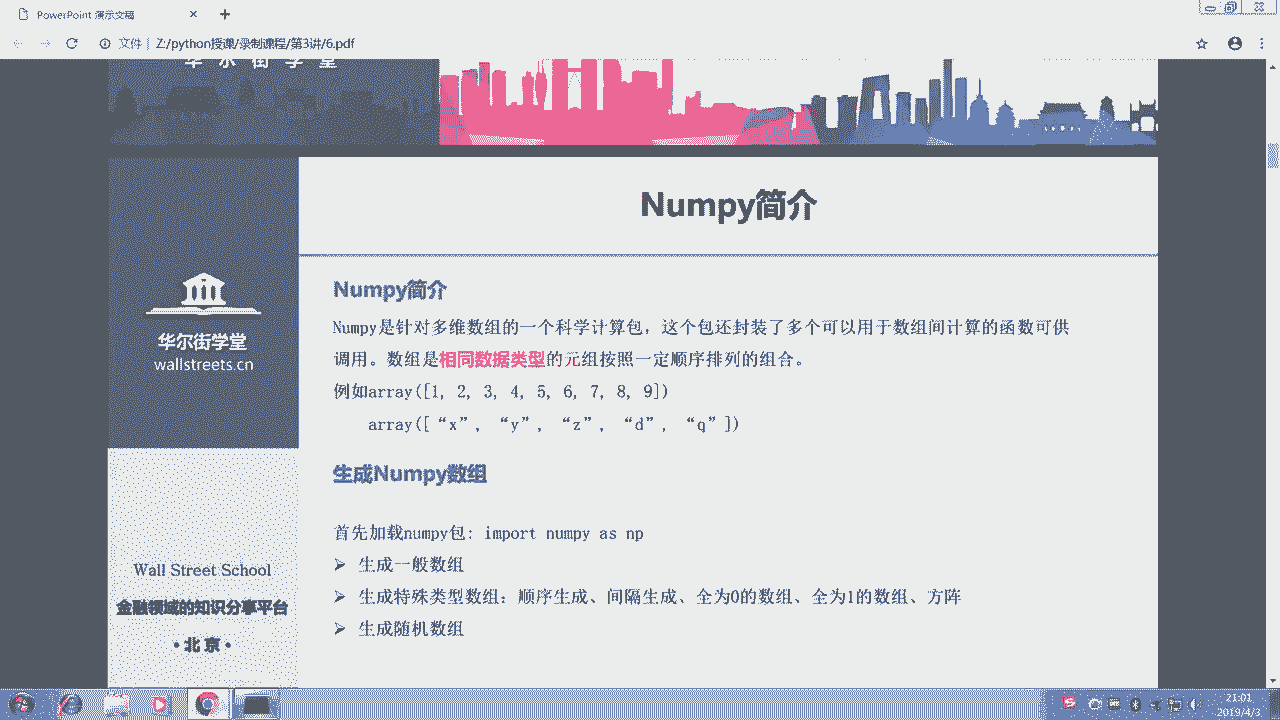 PowerPoint 演示文稿
文件 | Z:/python授课/录制课程/第3讲/6.pdf
华 尔 街 学 堂
Numpy简介
华尔街学堂
wallstreets.cn
Wall Street School
金融领域的知识分享平台
• 北 京 •
Numpy简介
Numpy是针对多维数组的一个科学计算包，这个包还封装了多个可以用于数组间计算的函数可供
调用。数组是相同数据类型的元组按照一定顺序排列的组合。
例如array([1, 2, 3, 4, 5, 6, 7, 8, 9])
array([“x”, “y”, “z”, “d”, “q”])
生成Numpy数组
首先加载numpy包: import numpy as np
➢ 生成一般数组
➢ 生成特殊类型数组：顺序生成、间隔生成、全为0的数组、全为1的数组、方阵
➢ 生成随机数组
21:01
2019/4/3